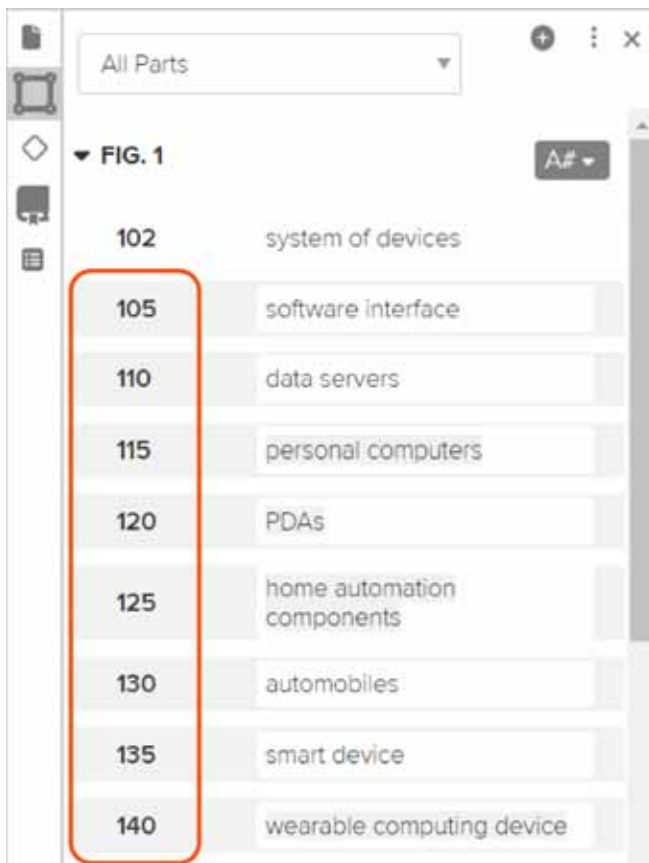 All Parts
FIG. 1
A#
102 system of devices
105 software interface
110 data servers
115 personal computers
120 PDAs
125 home automation
components
130 automobiles
135 smart device
140 wearable computing device